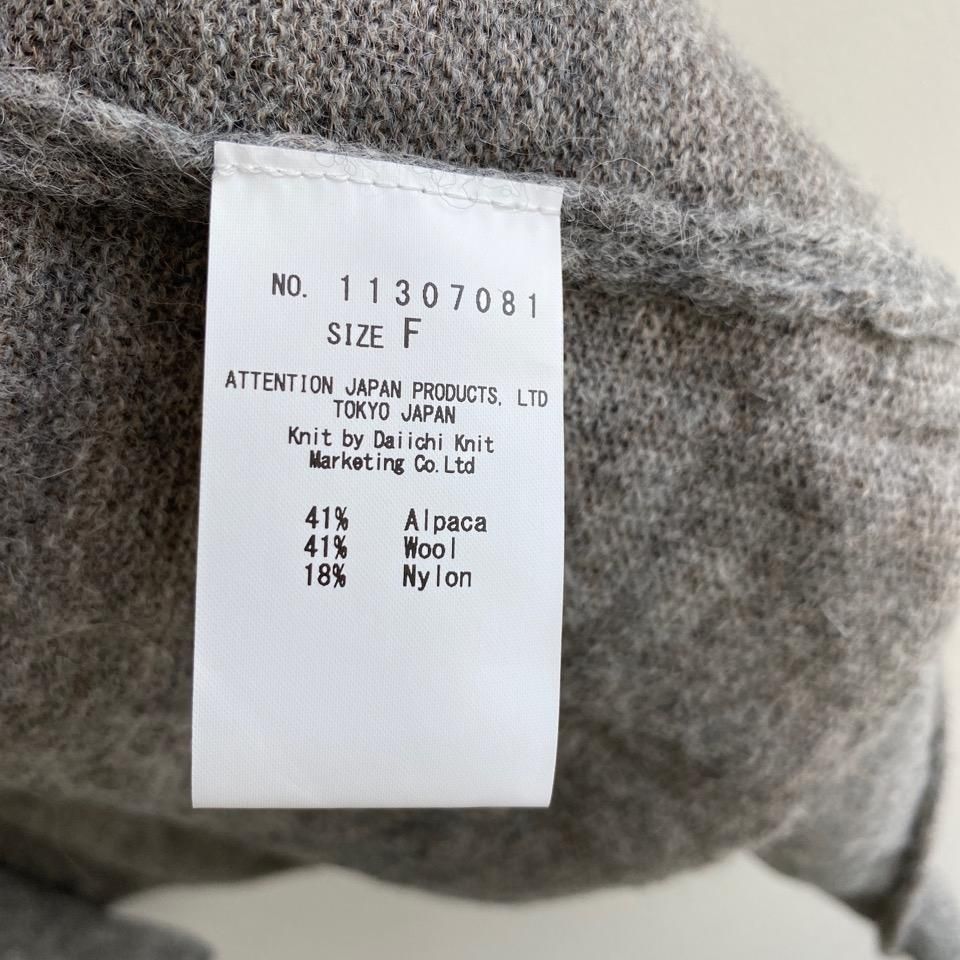 NO. 11307081
SIZE F
ATTENTION JAPAN PRODUCTS, LTD
TOKYO JAPAN
Knit by Daiichi Knit
Marketing Co.Ltd
41% Alpaca
41% Wool
18% Nylon